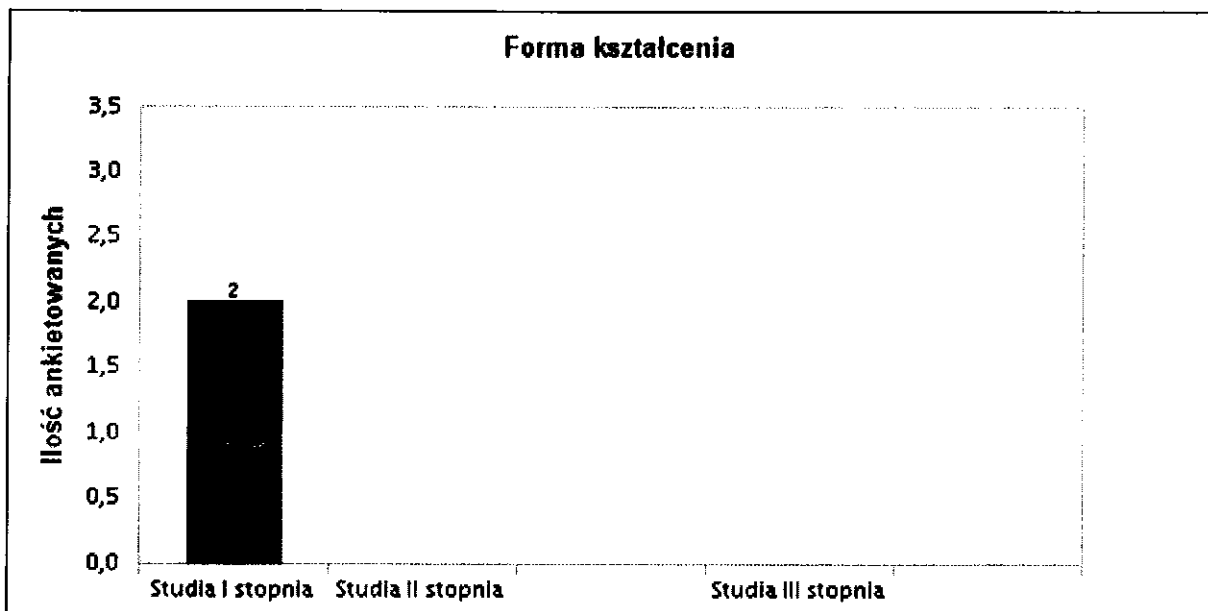 Forma kształcenia
Ilość ankietowanych
3,5
3,0
2,5
2,0
1,5
1,0
0,5
0,0
2
Studia I stopnia
Studia II stopnia
Studia III stopnia